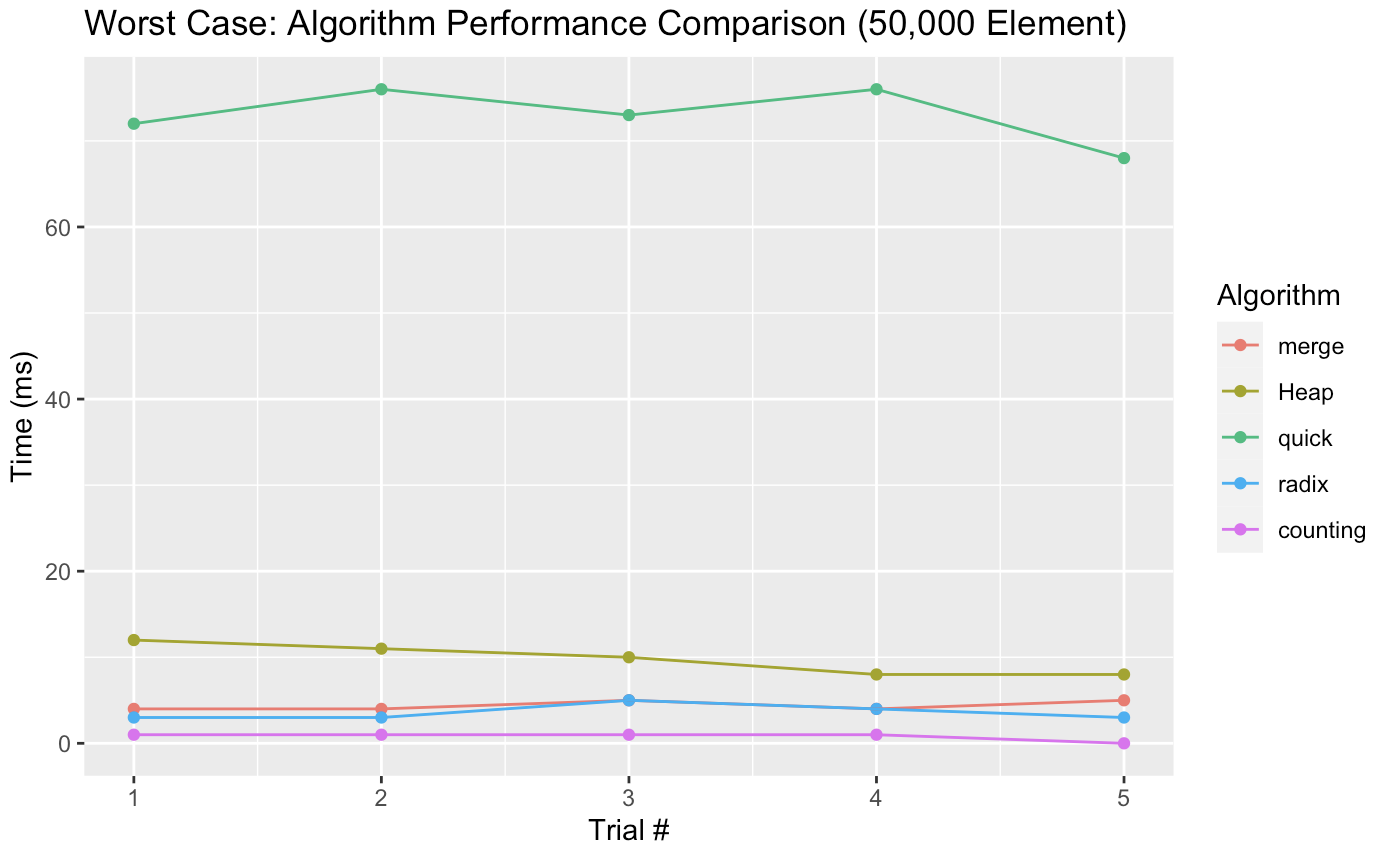 Worst Case: Algorithm Performance Comparison (50,000 Element)
Time (ms)
60
40
20
0
1 2 3 4 5
Trial #
Algorithm
merge
Heap
quick
radix
counting